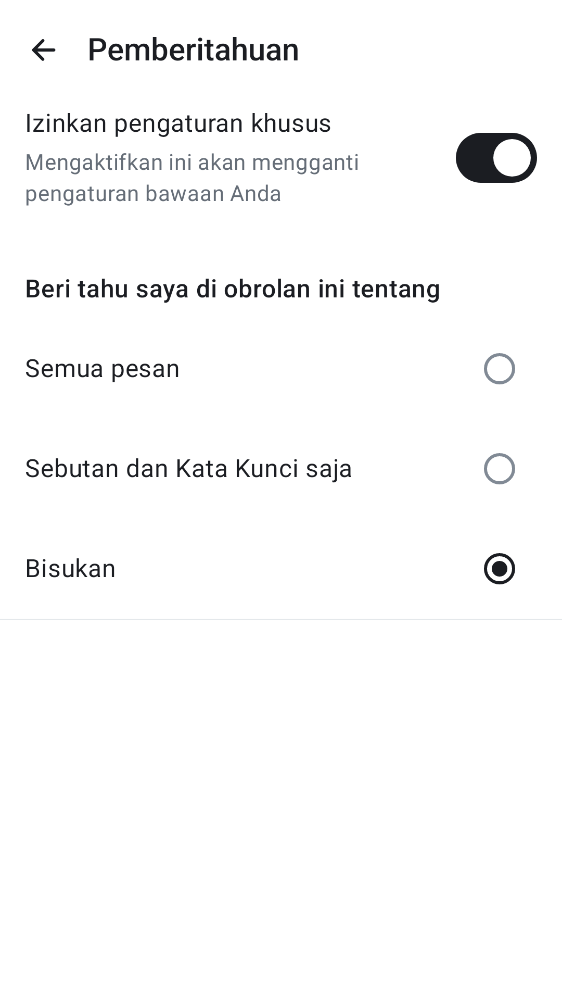 Pemberitahuan
Izinkan pengaturan khusus
Mengaktifkan ini akan mengganti
pengaturan bawaan Anda
Beri tahu saya di obrolan ini tentang
Semua pesan
Sebutan dan Kata Kunci saja
Bisukan